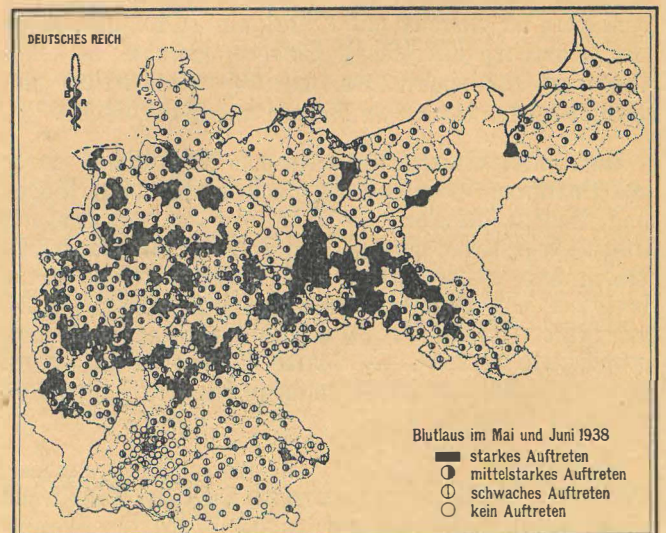 DEUTSCHES REICH
B
R
A
Blutlaus im Mai und Juni 1938
starkes Auftreten
mittelstarkes Auftreten
schwaches Auftreten
kein Auftreten